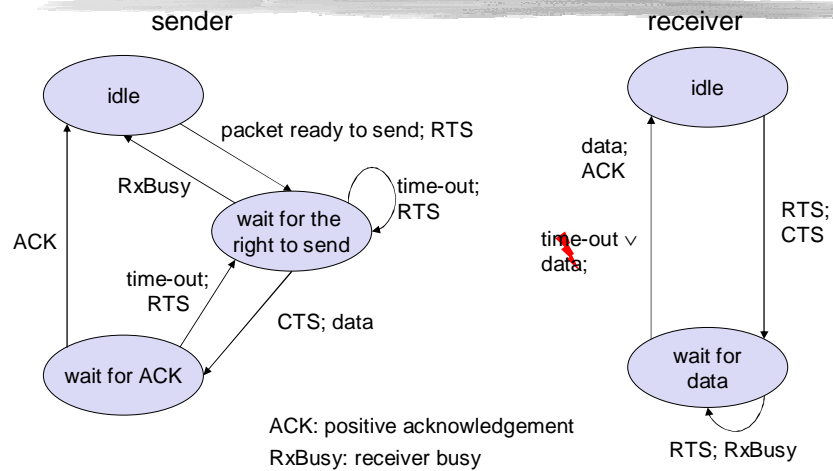 sender
receiver
idle
packet ready to send; RTS
RxBusy
time-out;
RTS
wait for the
right to send
ACK
time-out;
RTS
CTS; data
wait for ACK
idle
data;
ACK
RTS;
CTS
time-out ∨
data;
wait for
data
RTS; RxBusy
ACK: positive acknowledgement
RxBusy: receiver busy